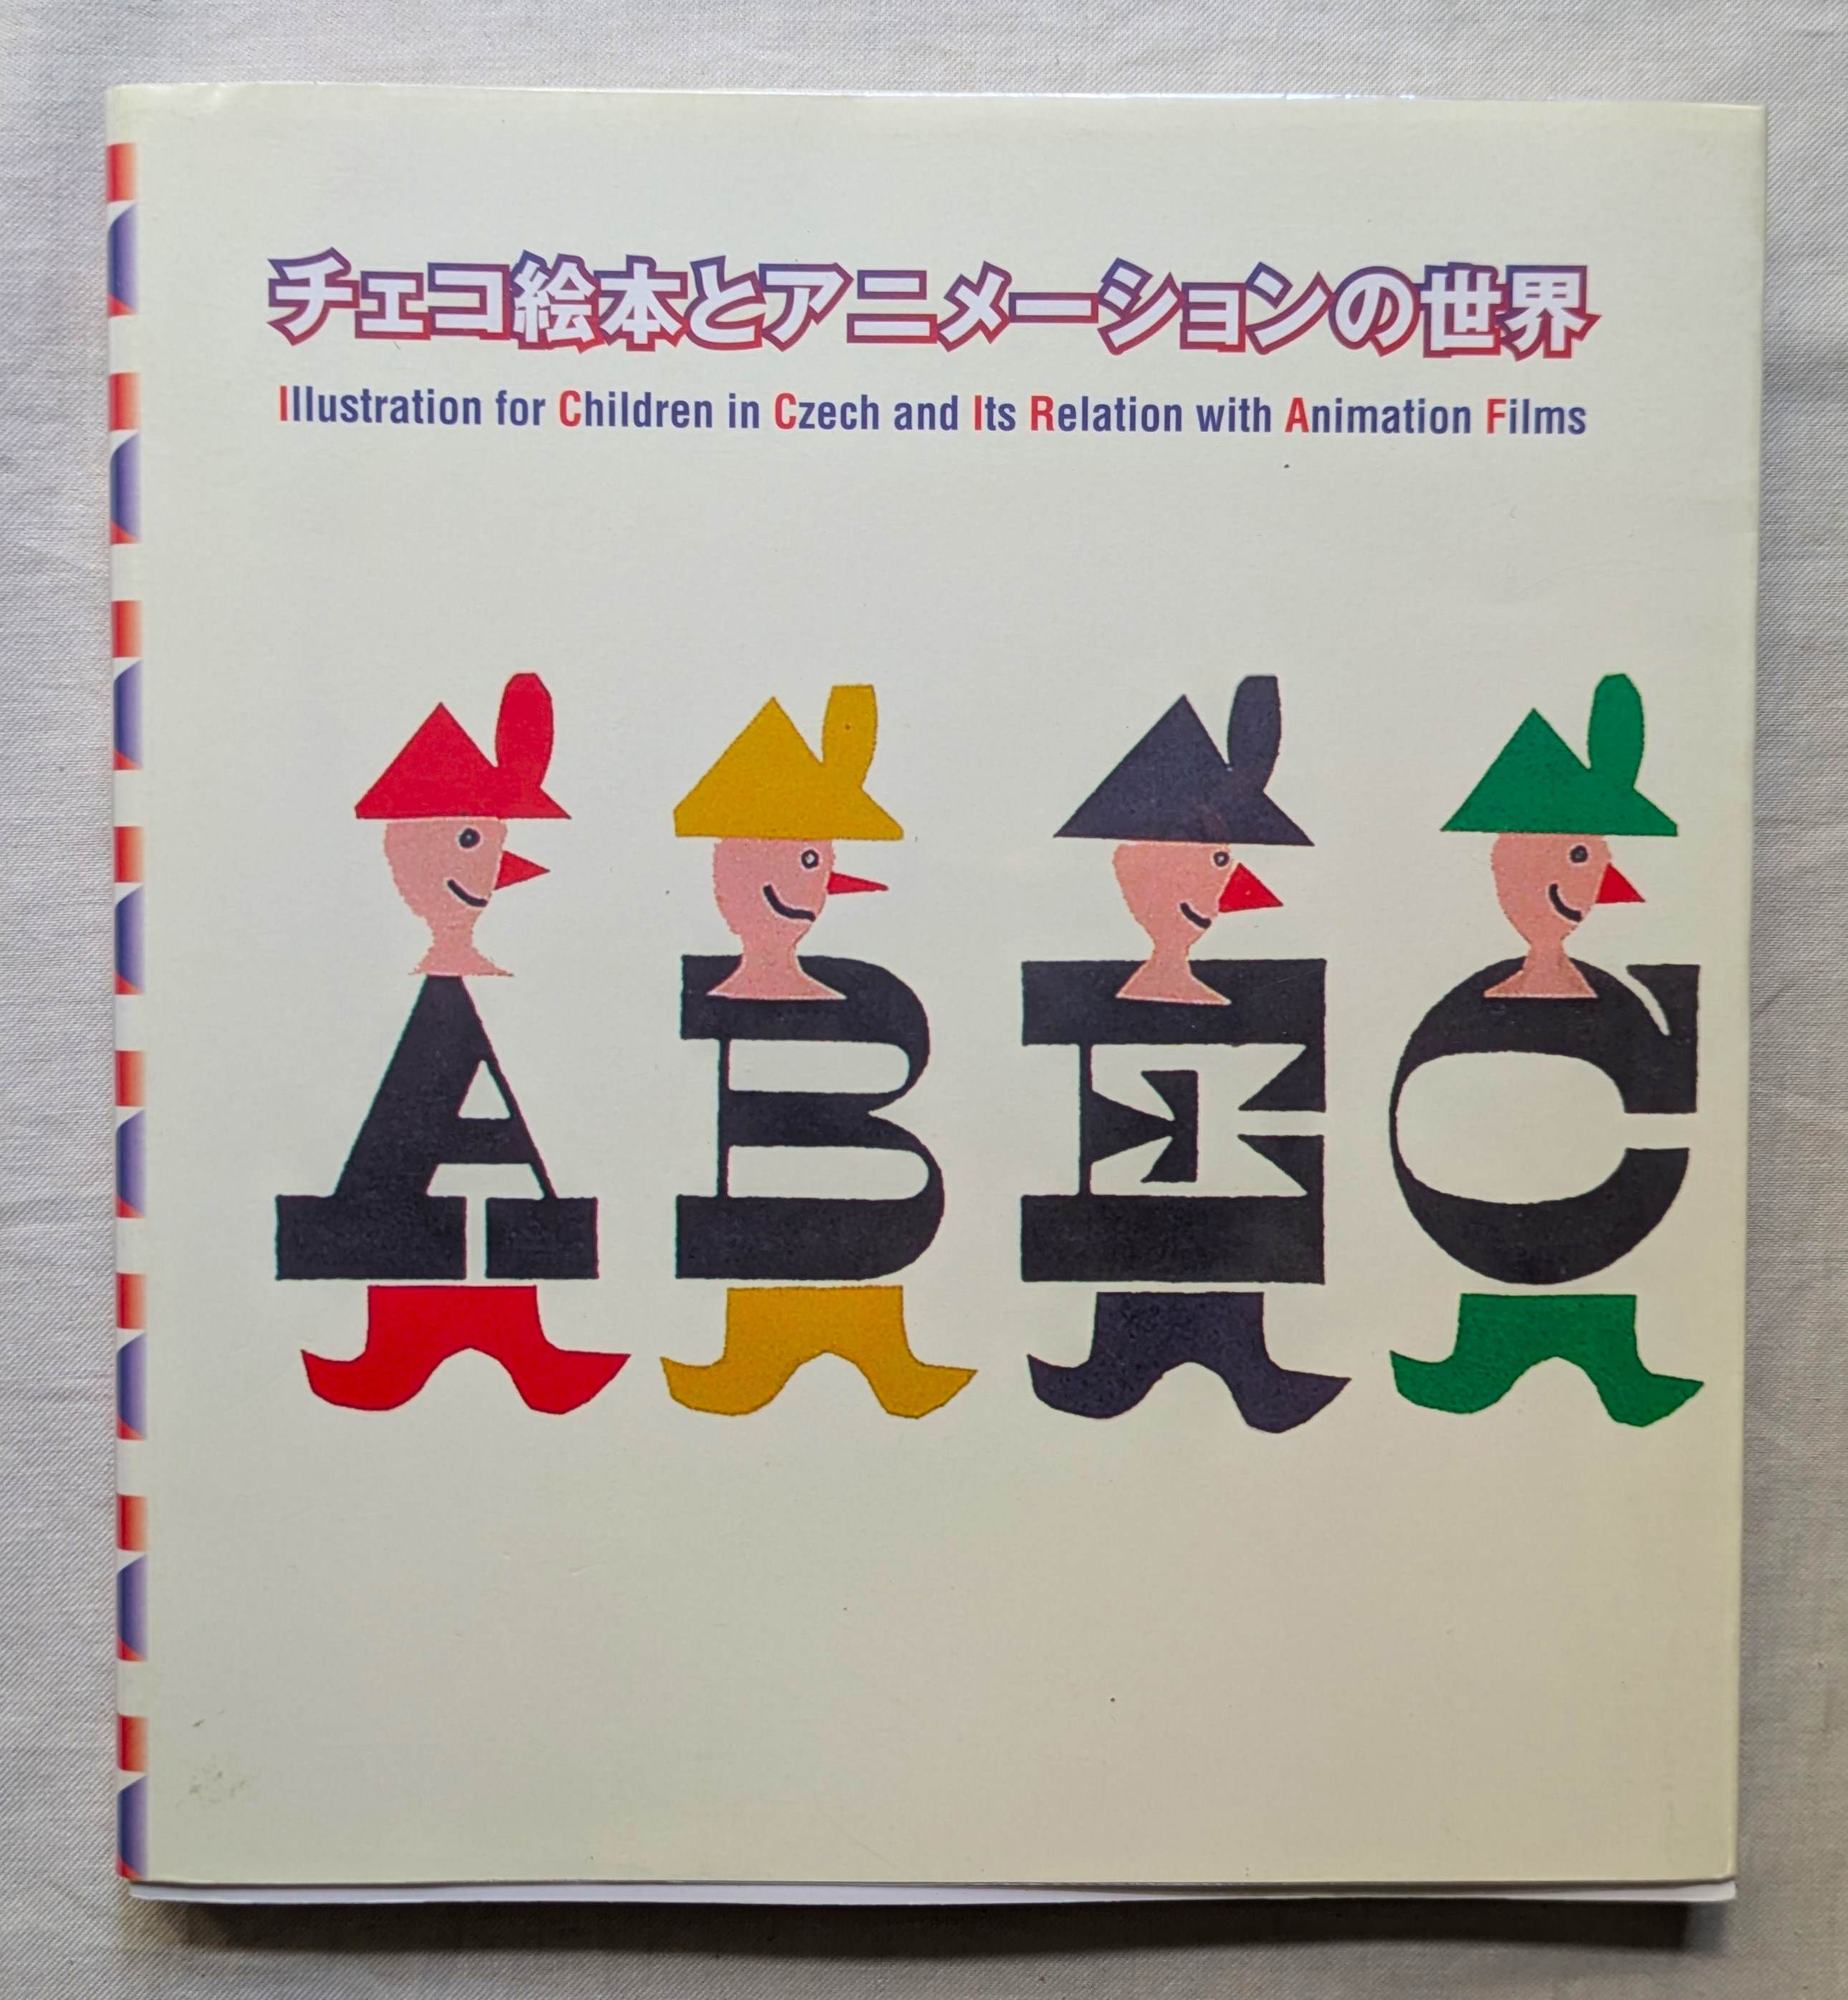 チェコ絵本とアニメーションの世界
Illustration for Children in Czech and Its Relation with Animation Films
ABEC